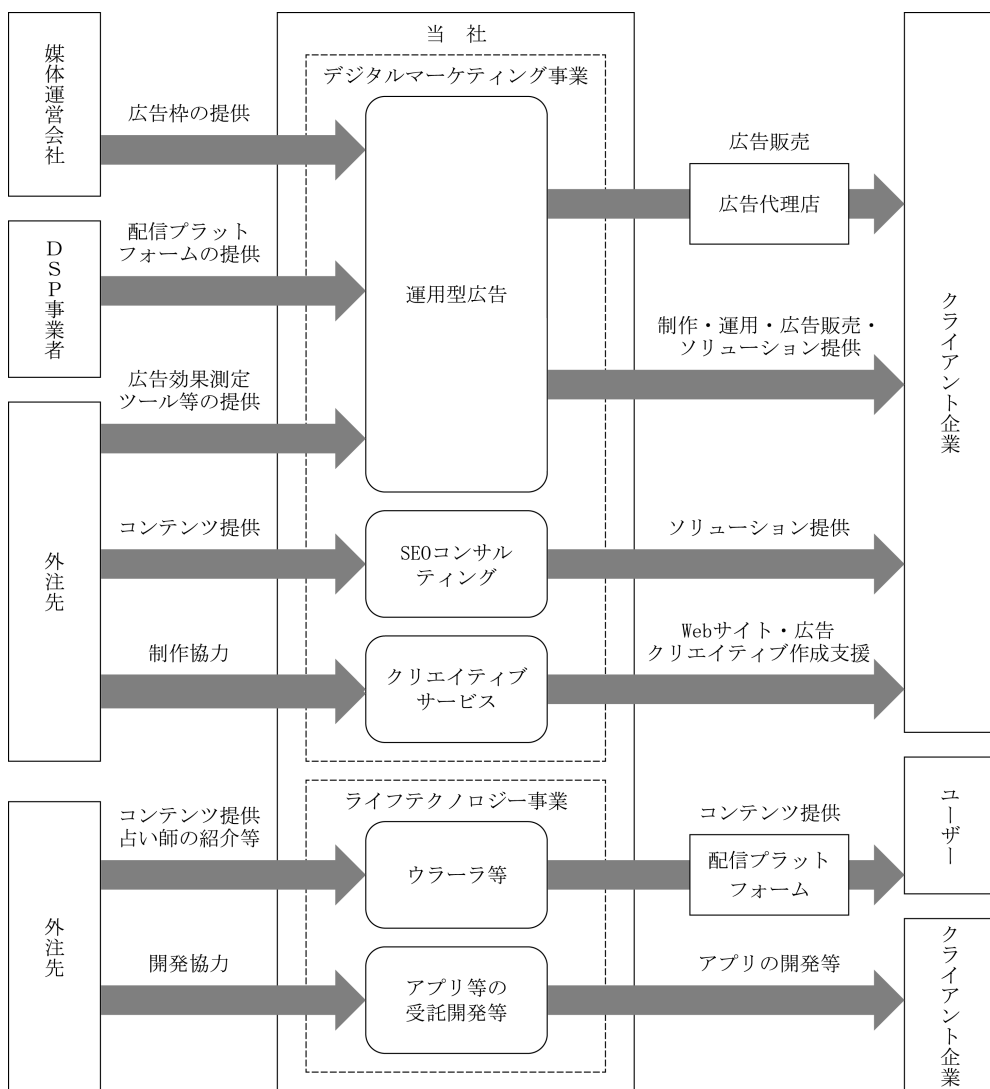 当　社
デジタルマーケティング事業
媒体運営会社
広告枠の提供
DSP事業者
配信プラット
フォームの提供
広告効果測定
ツール等の提供
運用型広告
広告販売
広告代理店
制作・運用・広告販売・
ソリューション提供
クライアント企業
外注先
コンテンツ提供
SEOコンサル
ティング
ソリューション提供
制作協力
クリエイティブ
サービス
Webサイト・広告
クリエイティブ作成支援
ライフテクノロジー事業
外注先
コンテンツ提供
占い師の紹介等
ウラーラ等
コンテンツ提供
配信プラット
フォーム
ユーザー
開発協力
アプリ等の
受託開発等
アプリの開発等
クライアント企業